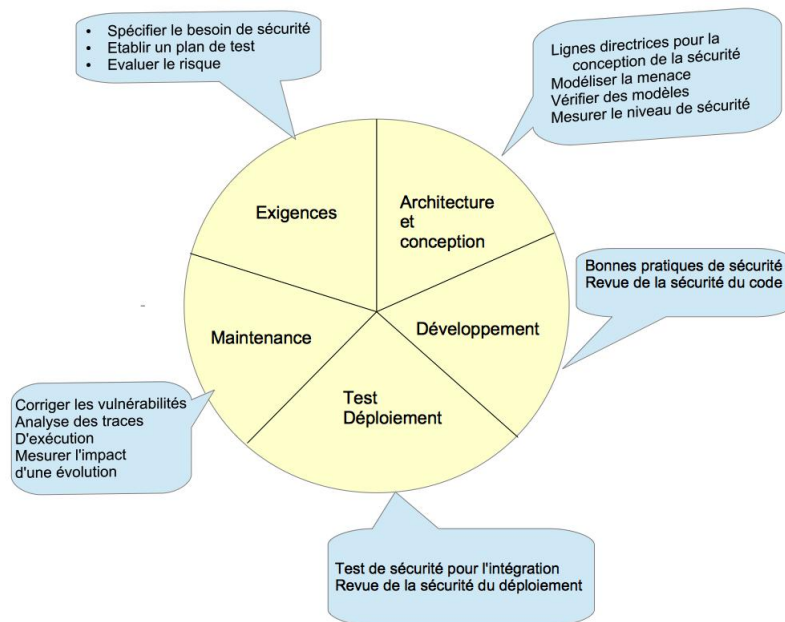 • Spécifier le besoin de sécurité
• Etablir un plan de test
• Evaluer le risque
Lignes directrices pour la
conception de la sécurité
Modéliser la menace
Vérifier des modèles
Mesurer le niveau de sécurité
Exigences
Architecture
et
conception
Bonnes pratiques de sécurité
Revue de la sécurité du code
Maintenance
Développement
Test
Déploiement
Corriger les vulnérabilités
Analyse des traces
D'exécution
Mesurer l'impact
d'une évolution
Test de sécurité pour l'intégration
Revue de la sécurité du déploiement